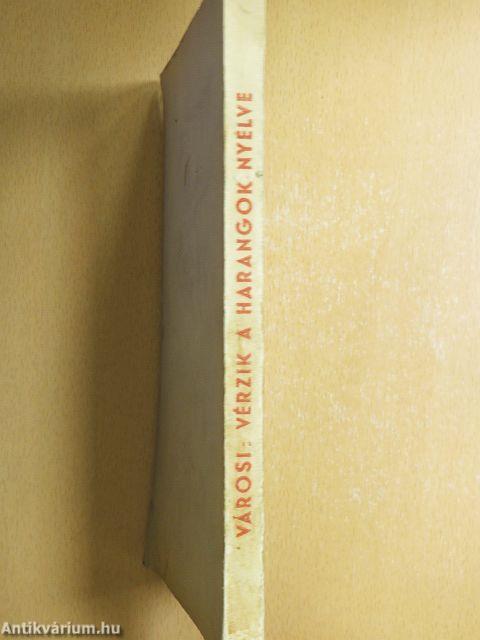 VÁROSI: VÉRZIK A HARANGOK NYELVE
Antikvárium.hu